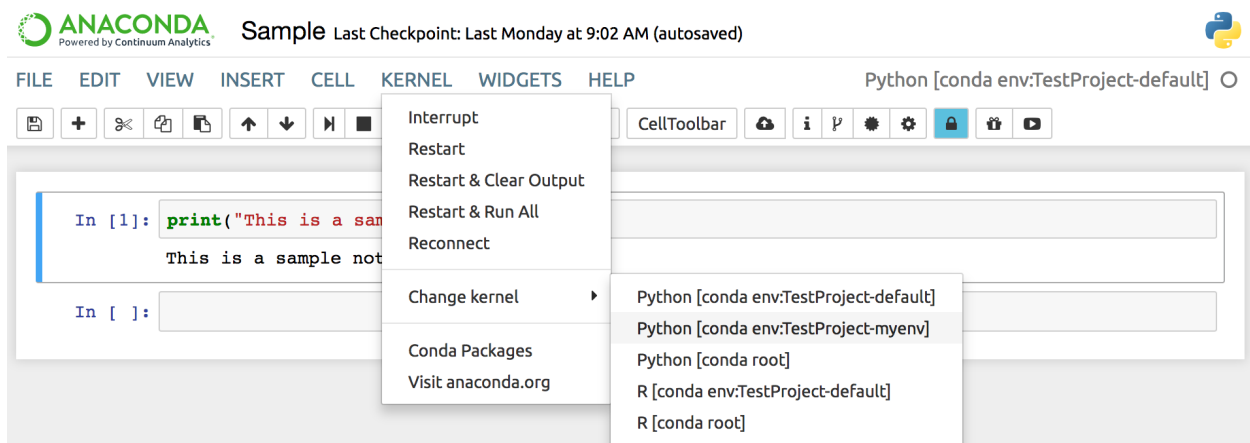 ANACONDA
Powered by Continuum Analytics
Sample Last Checkpoint: Last Monday at 9:02 AM (autosaved)
FILE EDIT VIEW INSERT CELL KERNEL WIDGETS HELP Python [conda env:TestProject-default]
CellToolbar
Interrupt
Restart
Restart & Clear Output
Restart & Run All
Reconnect
Change kernel
Conda Packages
Visit anaconda.org
In [1]: print("This is a sam
This is a sample not
In [ ]:
Python [conda env:TestProject-default]
Python [conda env:TestProject-myenv]
Python [conda root]
R [conda env:TestProject-default]
R [conda root]